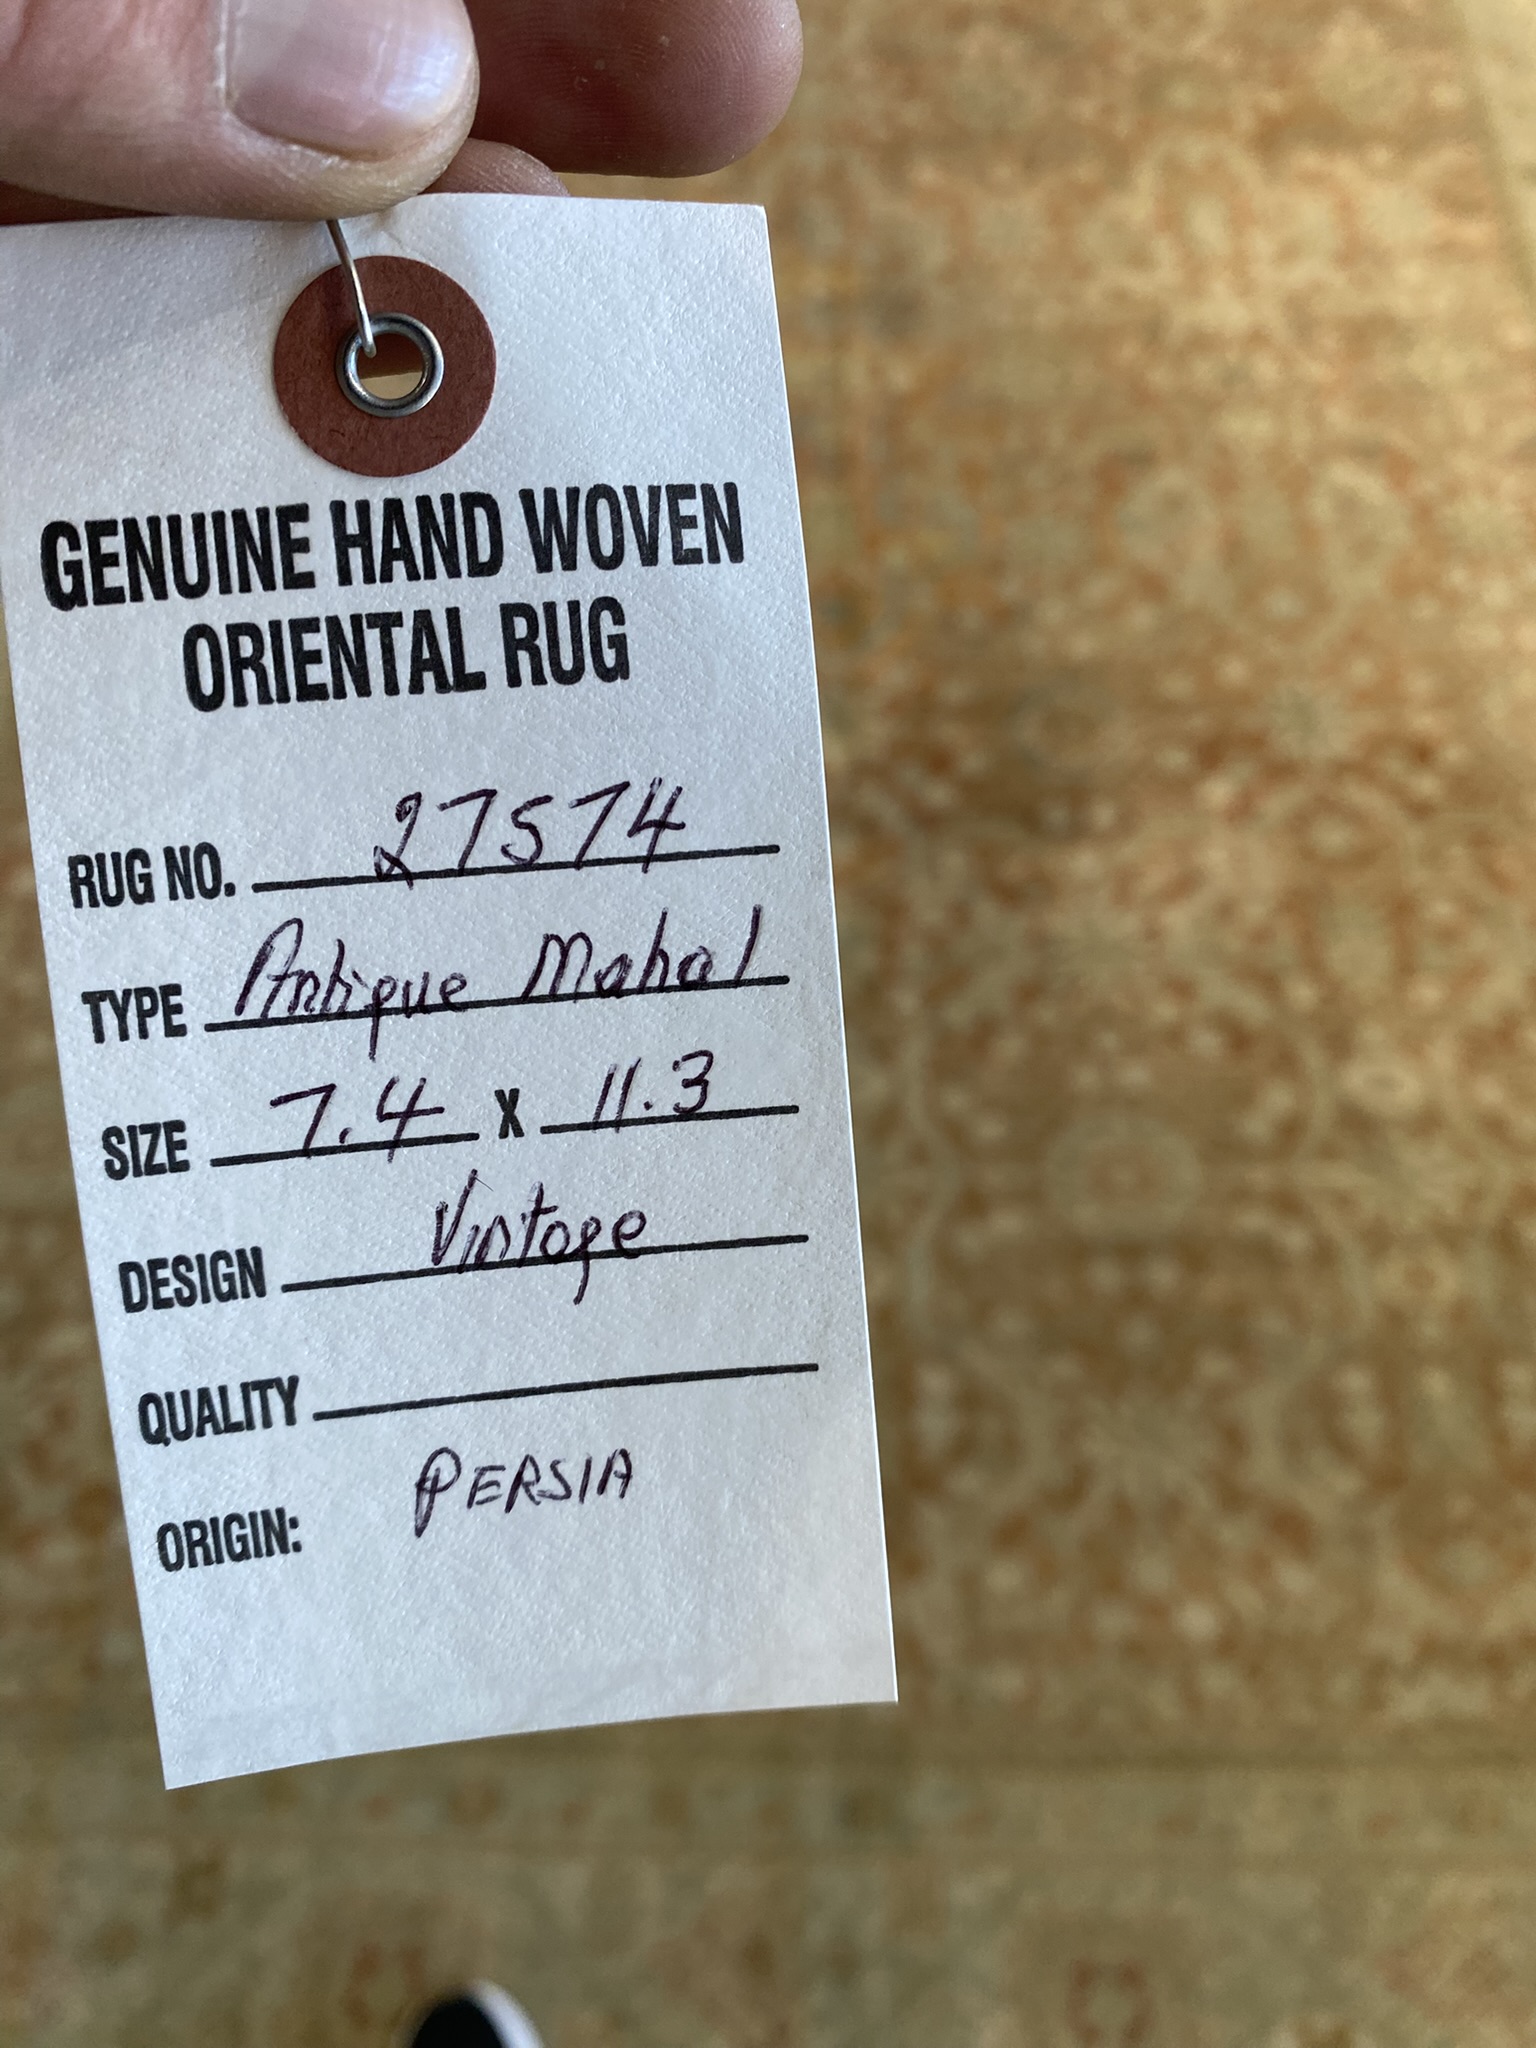 GENUINE HAND WOVEN
ORIENTAL RUG
RUG NO. 27574
TYPE Antique Mahal
SIZE 7.4 X 11.3
DESIGN Vintage
QUALITY
ORIGIN: PERSIA